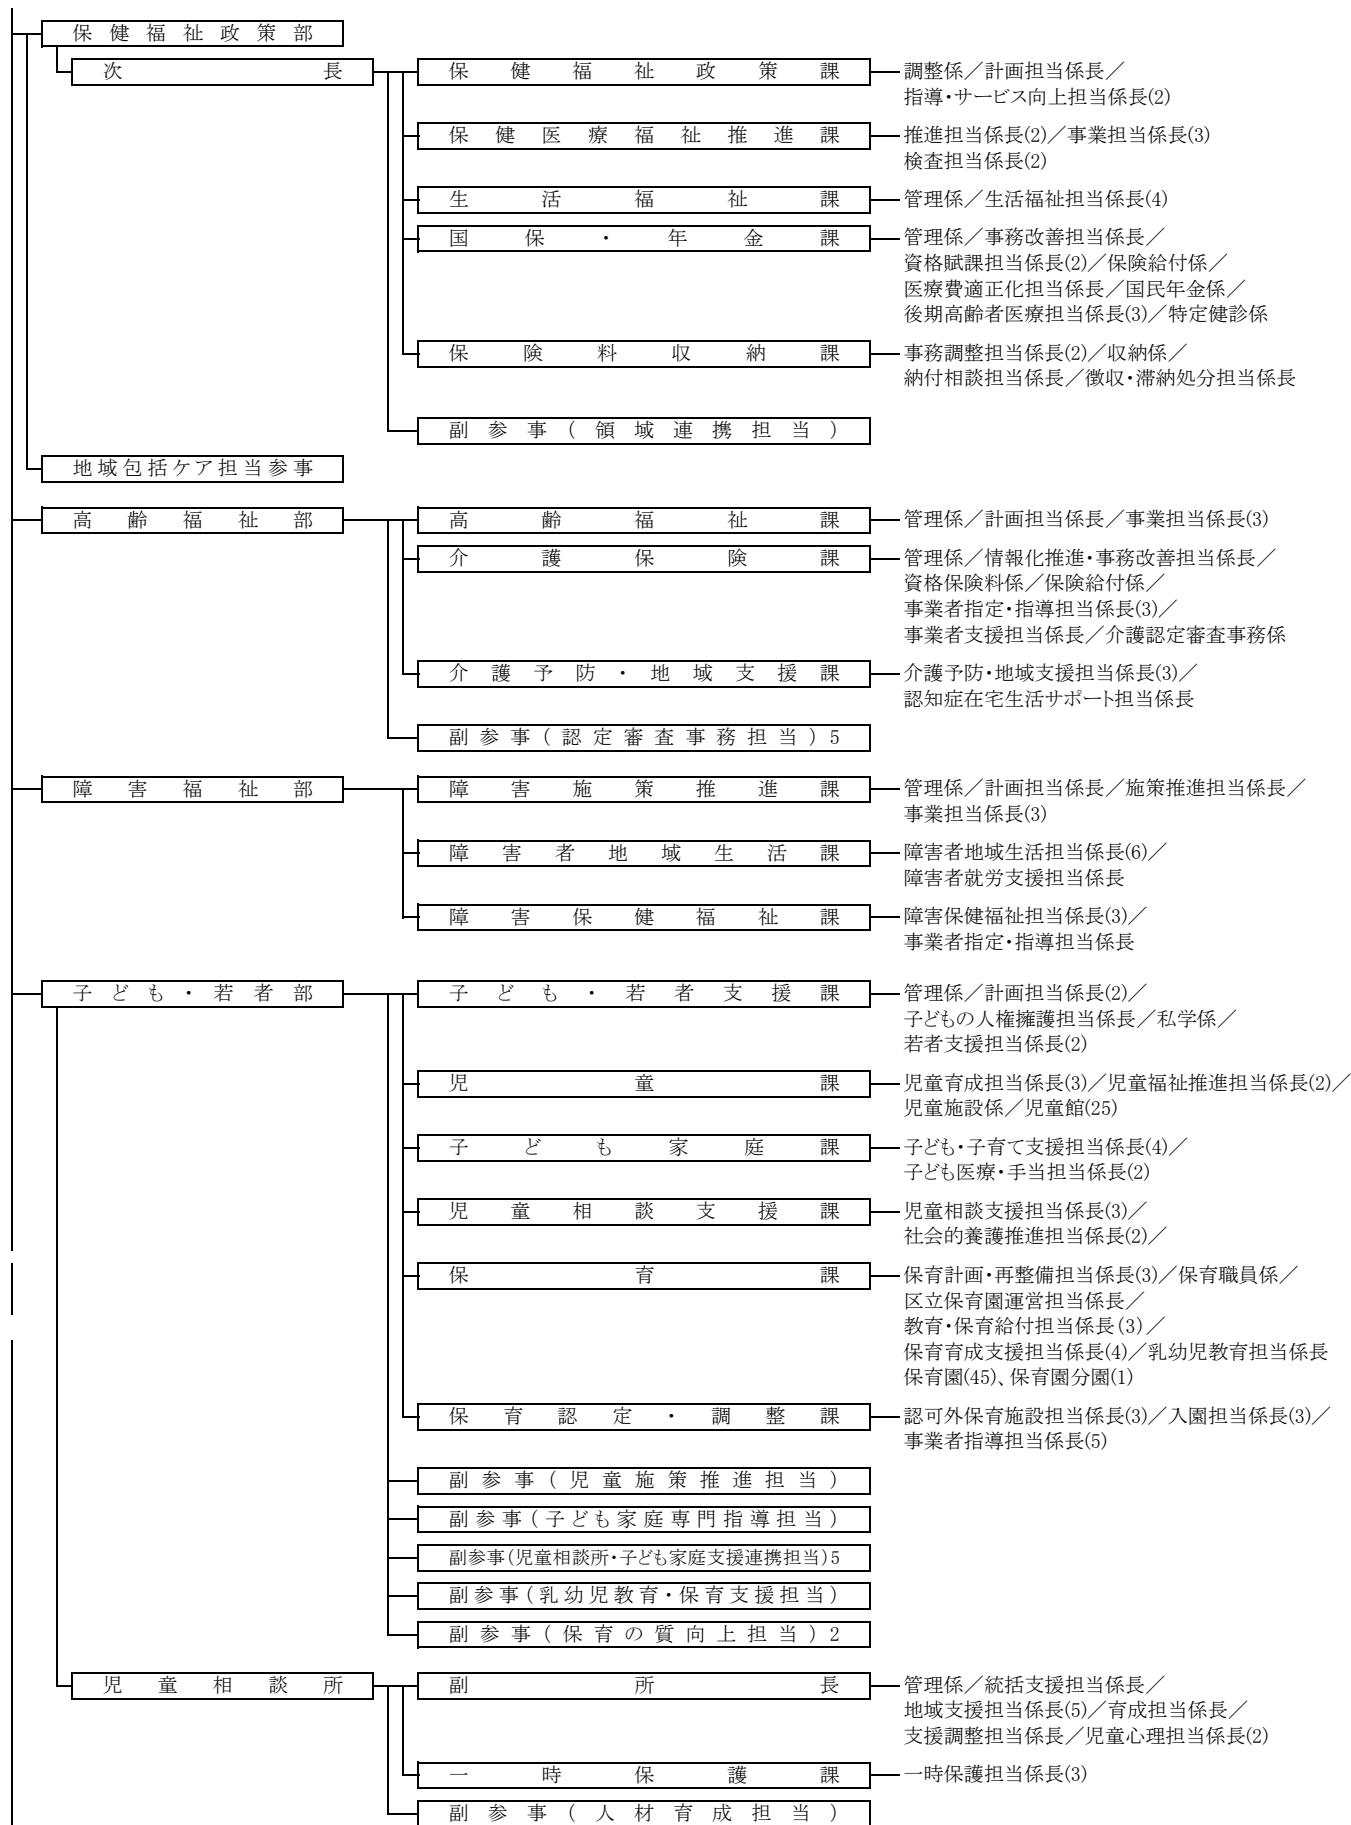 保健福祉政策部
次長
保健福祉政策課
調整係／計画担当係長／
指導・サービス向上担当係長(2)
保健医療福祉推進課
推進担当係長(2)／事業担当係長(3)
検査担当係長(2)
生活福祉課
管理係／生活福祉担当係長(4)
国保・年金課
管理係／事務改善担当係長／
資格賦課担当係長(2)／保険給付係／
医療費適正化担当係長／国民年金係／
後期高齢者医療担当係長(3)／特定健診係
保険料収納課
事務調整担当係長(2)／収納係／
納付相談担当係長／徴収・滞納処分担当係長
副参事(領域連携担当)
地域包括ケア担当参事
高齢福祉部
高齢福祉課
管理係／計画担当係長／事業担当係長(3)
介護保険課
管理係／情報化推進・事務改善担当係長／
資格保険料係／保険給付係／
事業者指定・指導担当係長(3)／
事業者支援担当係長／介護認定審査事務係
介護予防・地域支援課
介護予防・地域支援担当係長(3)／
認知症在宅生活サポート担当係長
副参事(認定審査事務担当)5
障害福祉部
障害施策推進課
管理係／計画担当係長／施策推進担当係長／
事業担当係長(3)
障害者地域生活課
障害者地域生活担当係長(6)／
障害者就労支援担当係長
障害保健福祉課
障害保健福祉担当係長(3)／
事業者指定・指導担当係長
子ども・若者部
子ども・若者支援課
管理係／計画担当係長(2)／
子どもの人権擁護担当係長／私学係／
若者支援担当係長(2)
児童課
児童育成担当係長(3)／児童福祉推進担当係長(2)／
児童施設係／児童館(25)
子ども家庭課
子ども・子育て支援担当係長(4)／
子ども医療・手当担当係長(2)
児童相談支援課
児童相談支援担当係長(3)／
社会的養護推進担当係長(2)／
保育課
保育計画・再整備担当係長(3)／保育職員係／
区立保育園運営担当係長／
教育・保育給付担当係長(3)／
保育育成支援担当係長(4)／乳幼児教育担当係長
保育園(45)、保育園分園(1)
保育認定・調整課
認可外保育施設担当係長(3)／入園担当係長(3)／
事業者指導担当係長(5)
副参事(児童施策推進担当)
副参事(子ども家庭専門指導担当)
副参事(児童相談所・子ども家庭支援連携担当)5
副参事(乳幼児教育・保育支援担当)
副参事(保育の質向上担当)2
児童相談所
副所長
管理係／統括支援担当係長／
地域支援担当係長(5)／育成担当係長／
支援調整担当係長／児童心理担当係長(2)
一時保護課
一時保護担当係長(3)
副参事(人材育成担当)